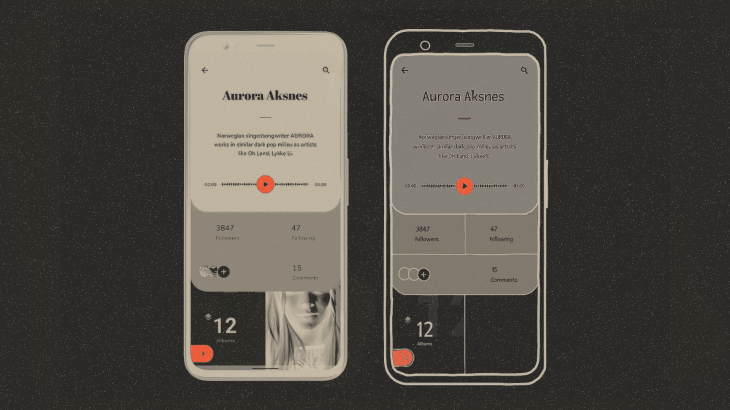 Aurora Aksnes
Norwegian singer/songwriter AURORA
works in similar dark pop milieu as artists
like Oh Land, Lykke Li.
00:00
00:00
3847
Followers
47
Following
15
Comments
12
Albums
Aurora Aksnes
Norwegian singer/songwriter AURORA
works in similar dark pop milieu as artists
like Oh Land, Lykke Li.
00:00
00:00
3847
Followers
47
Following
15
Comments
12
Albums